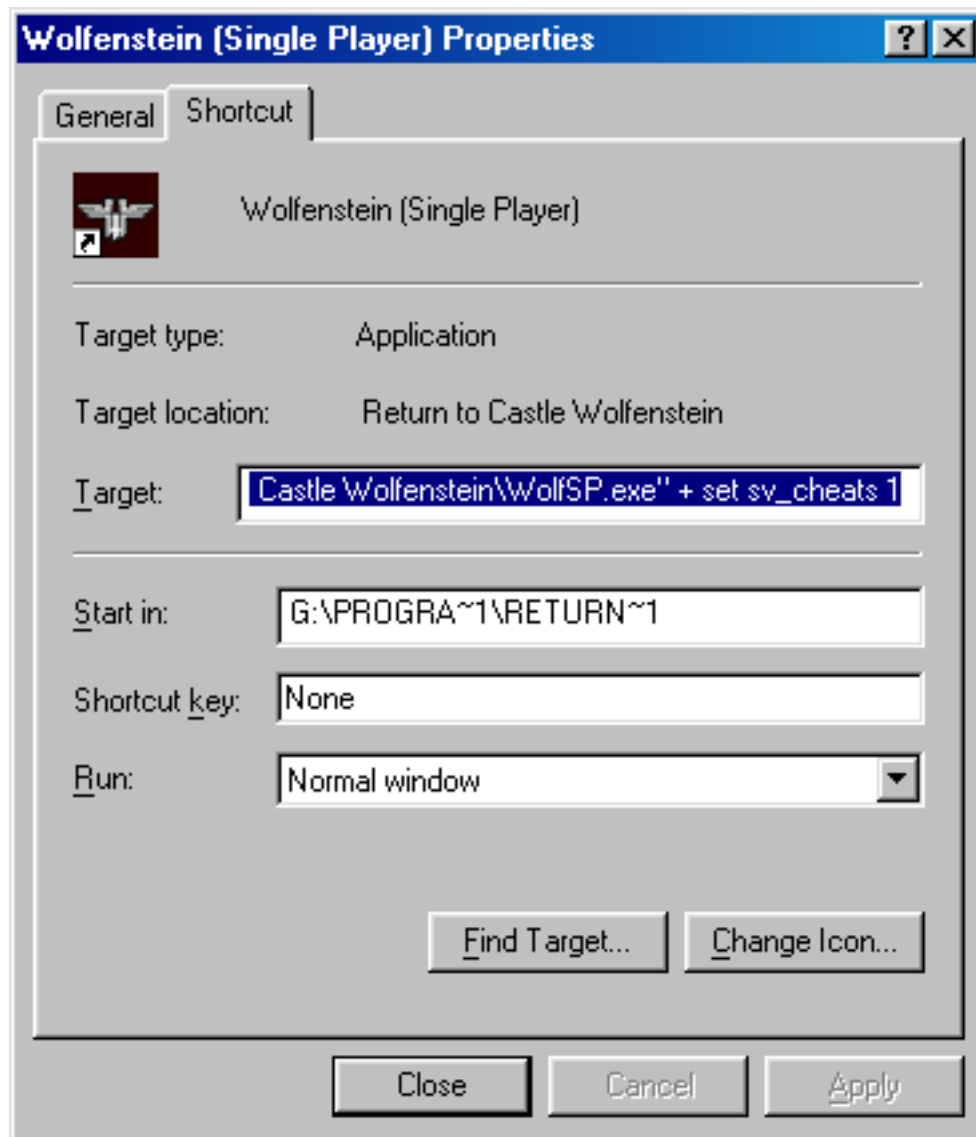 Wolfenstein (Single Player) Properties
General Shortcut
Wolfenstein (Single Player)
Target type: Application
Target location: Return to Castle Wolfenstein
Target: Castle Wolfenstein\WolfSP.exe" + set sv_cheats 1
Start in: G:\PROGRA~1\RETURN~1
Shortcut key: None
Run: Normal window
Find Target... Change Icon...
Close Cancel Apply